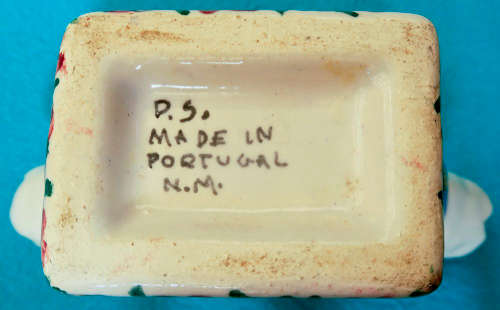 P.S.
MADE IN
PORTUGAL
N.M.